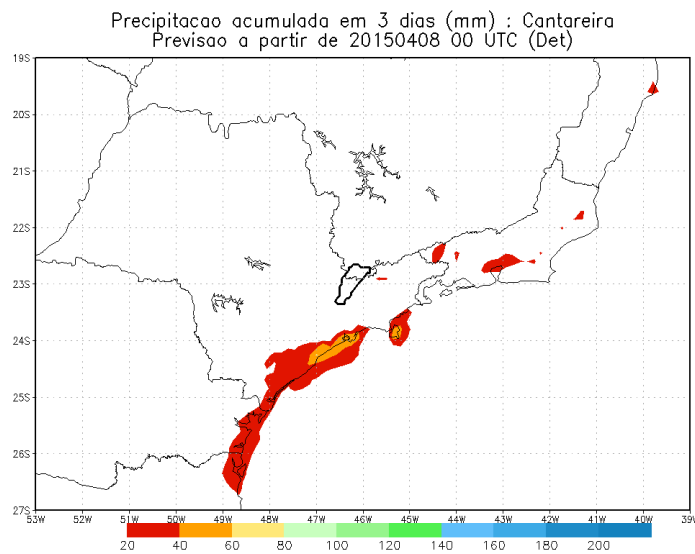 Precipitacao acumulada em 3 dias (mm) : Cantareira
Previsao a partir de 20150408 00 UTC (Det)
19S
20S
21S
22S
23S
24S
25S
26S
27S
53W 52W 51W 50W 49W 48W 47W 46W 45W 44W 43W 42W 41W 40W 39W
20 40 60 80 100 120 140 160 180 200